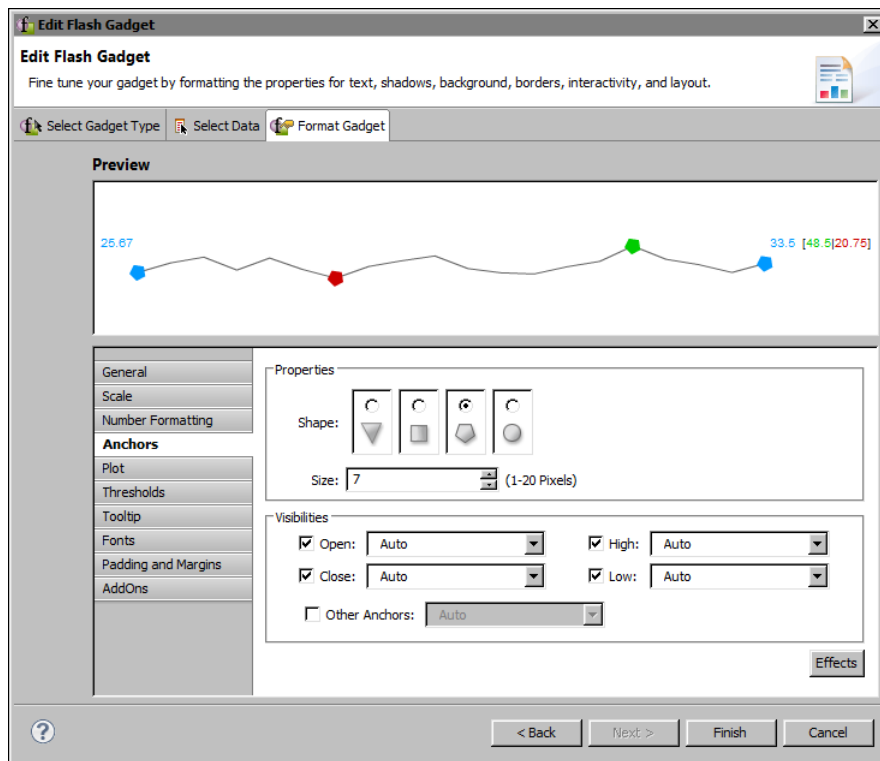 Edit Flash Gadget
Edit Flash Gadget
Fine tune your gadget by formatting the properties for text, shadows, background, borders, interactivity, and layout.
Select Gadget Type Select Data Format Gadget
Preview
25.67 33.5 [48.5|20.75]
General
Scale
Number Formatting
Anchors
Plot
Thresholds
Tooltip
Fonts
Padding and Margins
AddOns
Properties
Shape:
Size: 7 (1-20 Pixels)
Visibilities
Open: Auto High: Auto
Close: Auto Low: Auto
Other Anchors: Auto
Effects
? < Back Next > Finish Cancel